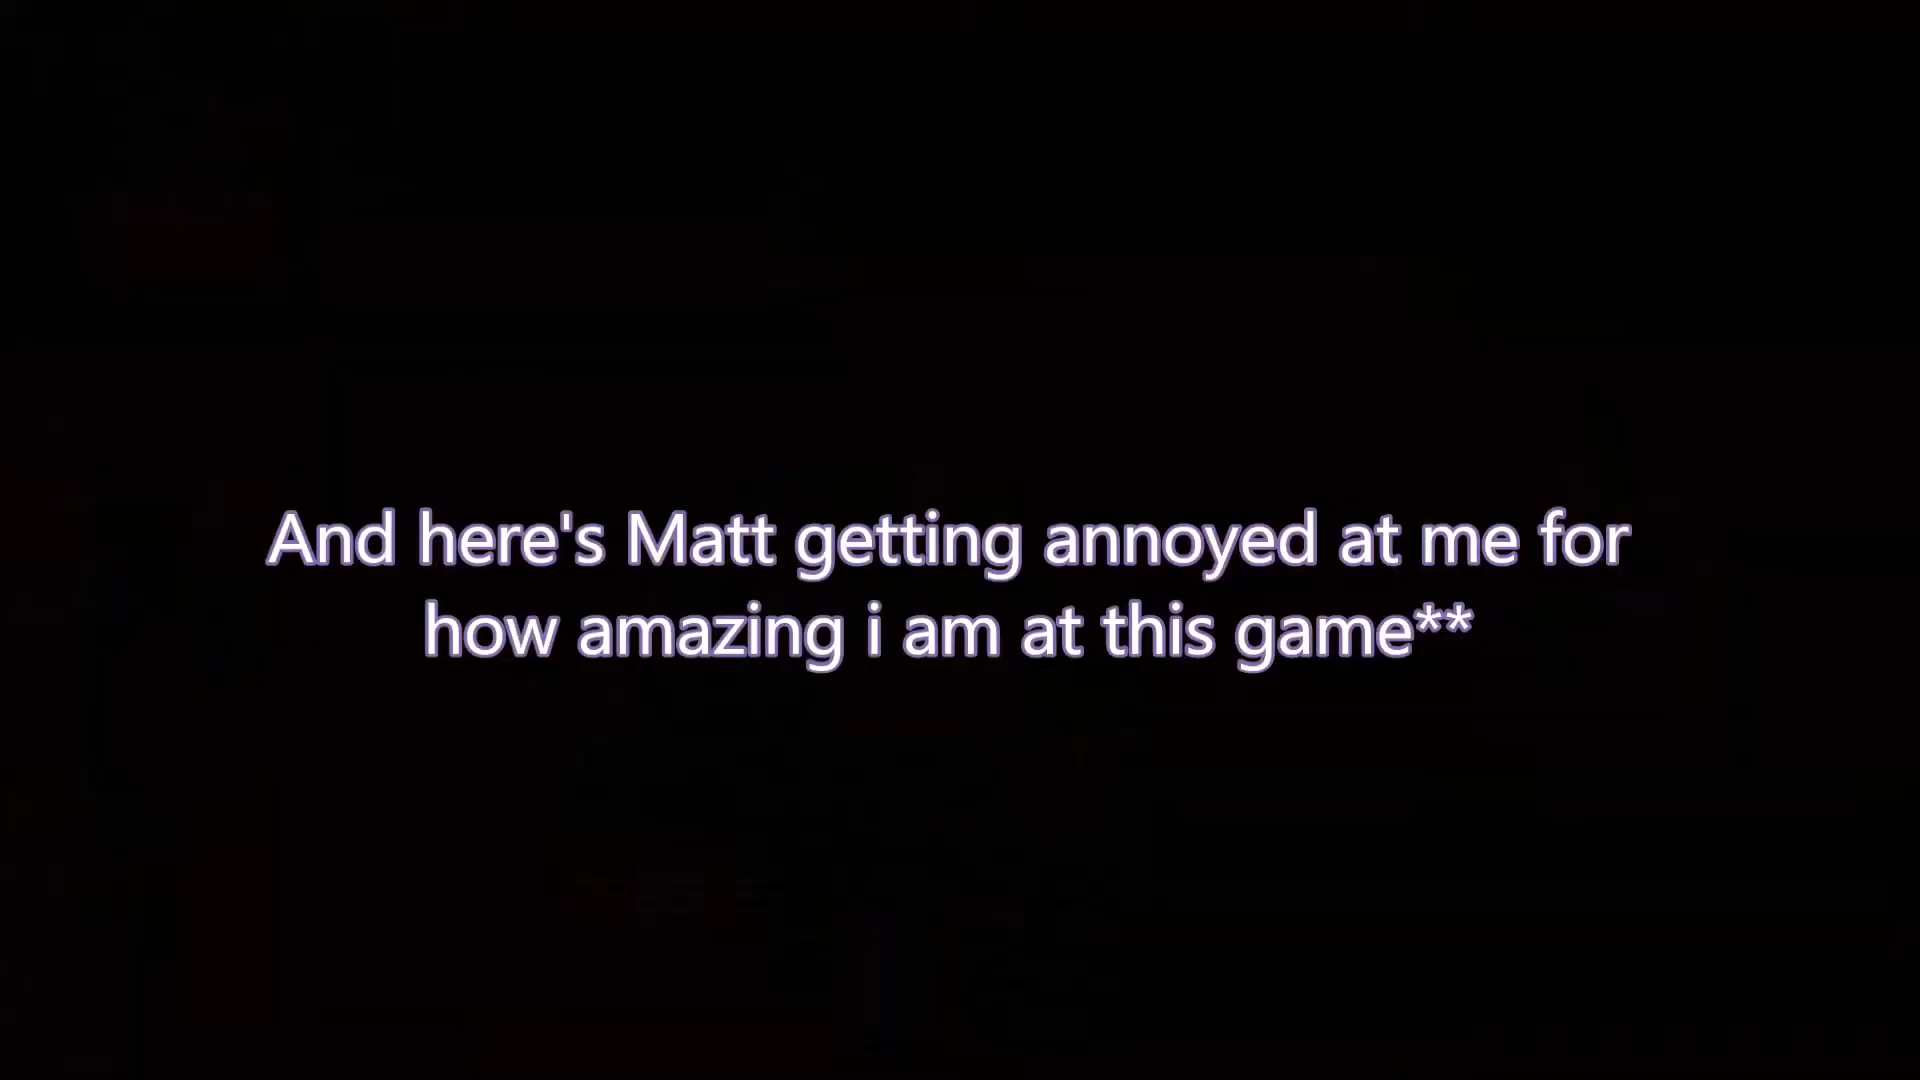 And here's Matt getting annoyed at me for
how amazing i am at this game**